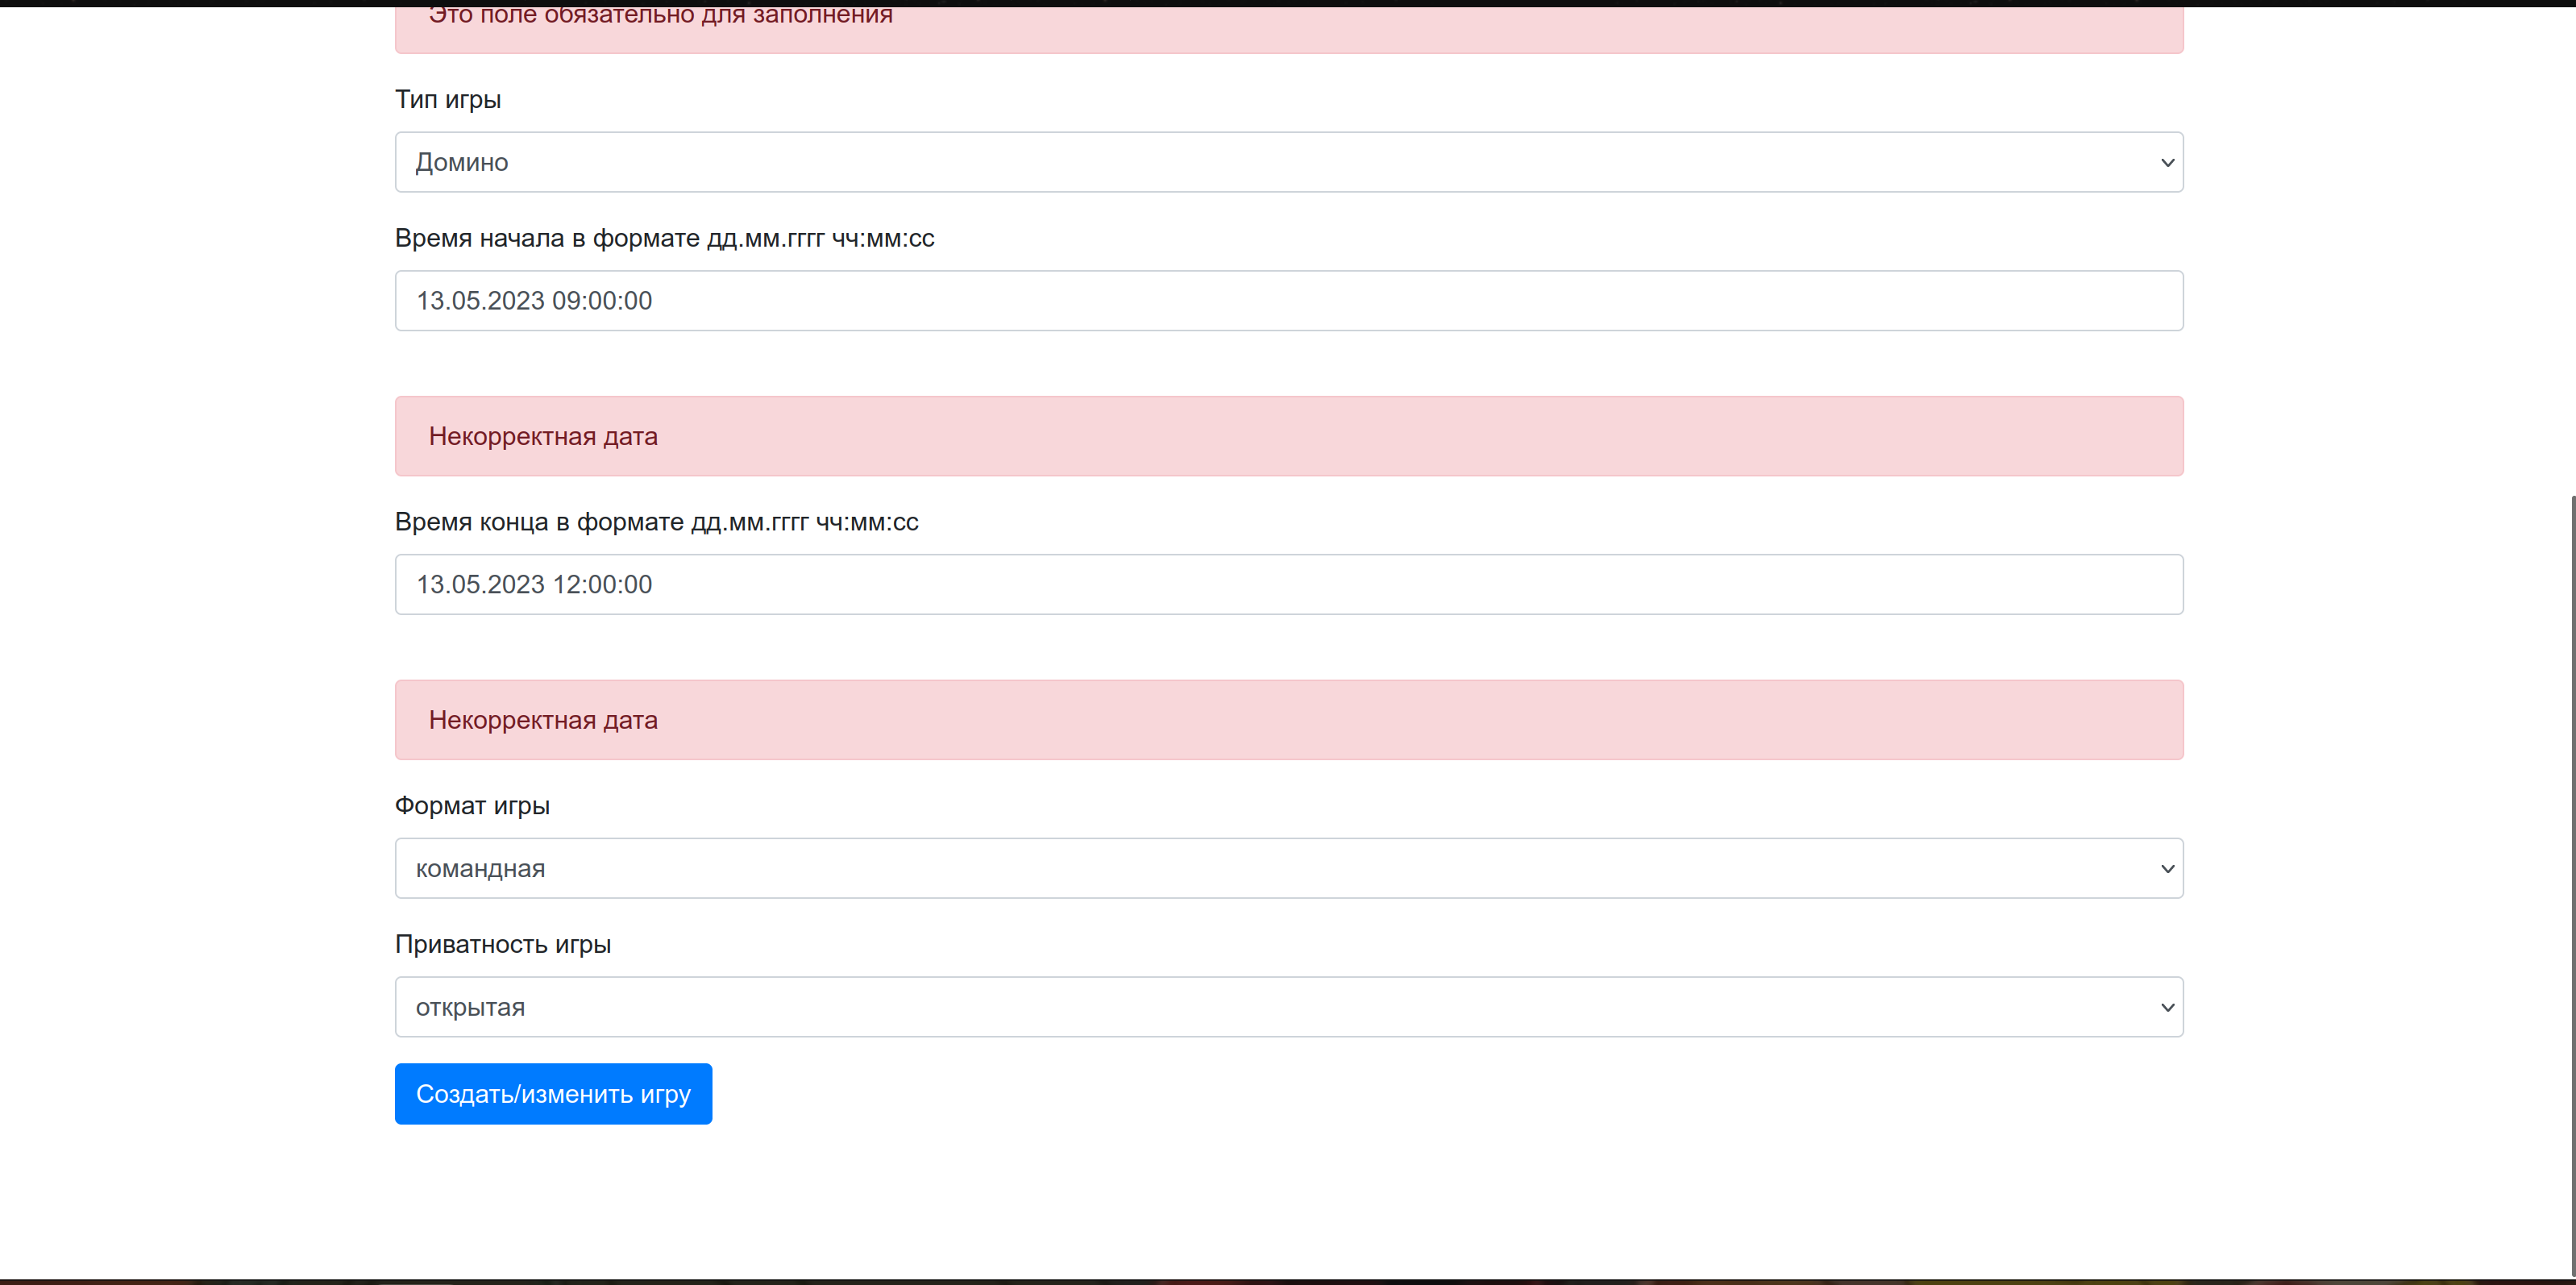 Это поле обязательно для заполнения
Тип игры
Домино
Время начала в формате дд.мм.гггг чч:мм:сс
13.05.2023 09:00:00
Некорректная дата
Время конца в формате дд.мм.гггг чч:мм:сс
13.05.2023 12:00:00
Некорректная дата
Формат игры
командная
Приватность игры
открытая
Создать/изменить игру